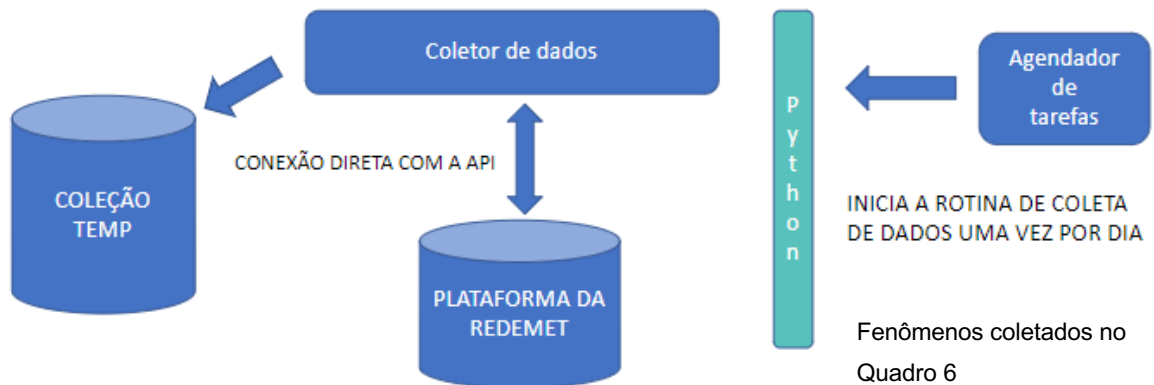 Coletor de dados
Agendador
de
tarefas
Python
CONEXÃO DIRETA COM A API
COLEÇÃO
TEMP
INICIA A ROTINA DE COLETA
DE DADOS UMA VEZ POR DIA
PLATAFORMA DA
REDEMET
Fenômenos coletados no
Quadro 6